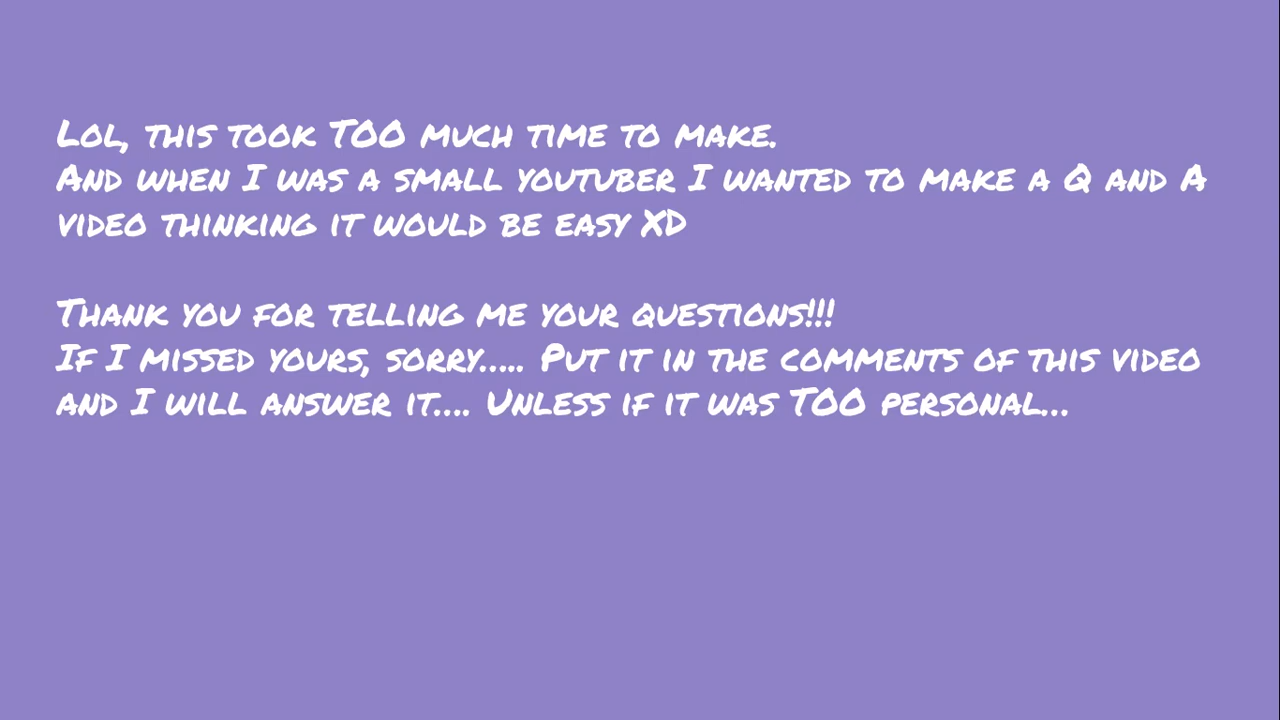 Lol, this took TOO much time to make.
And when I was a small youtuber I wanted to make a Q and A
video thinking it would be easy XD
Thank you for telling me your questions!!!
If I missed yours, sorry..... Put it in the comments of this video
and I will answer it.... Unless if it was TOO personal...